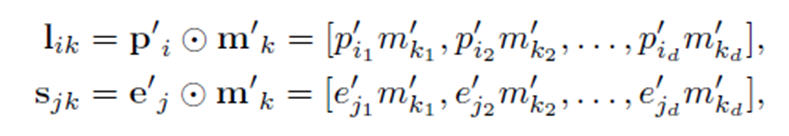 l_{ik} = p'_i ⊙ m'_k = [p'_{i_1} m'_{k_1}, p'_{i_2} m'_{k_2}, . . . , p'_{i_d} m'_{k_d}],
s_{jk} = e'_j ⊙ m'_k = [e'_{j_1} m'_{k_1}, e'_{j_2} m'_{k_2}, . . . , e'_{j_d} m'_{k_d}],